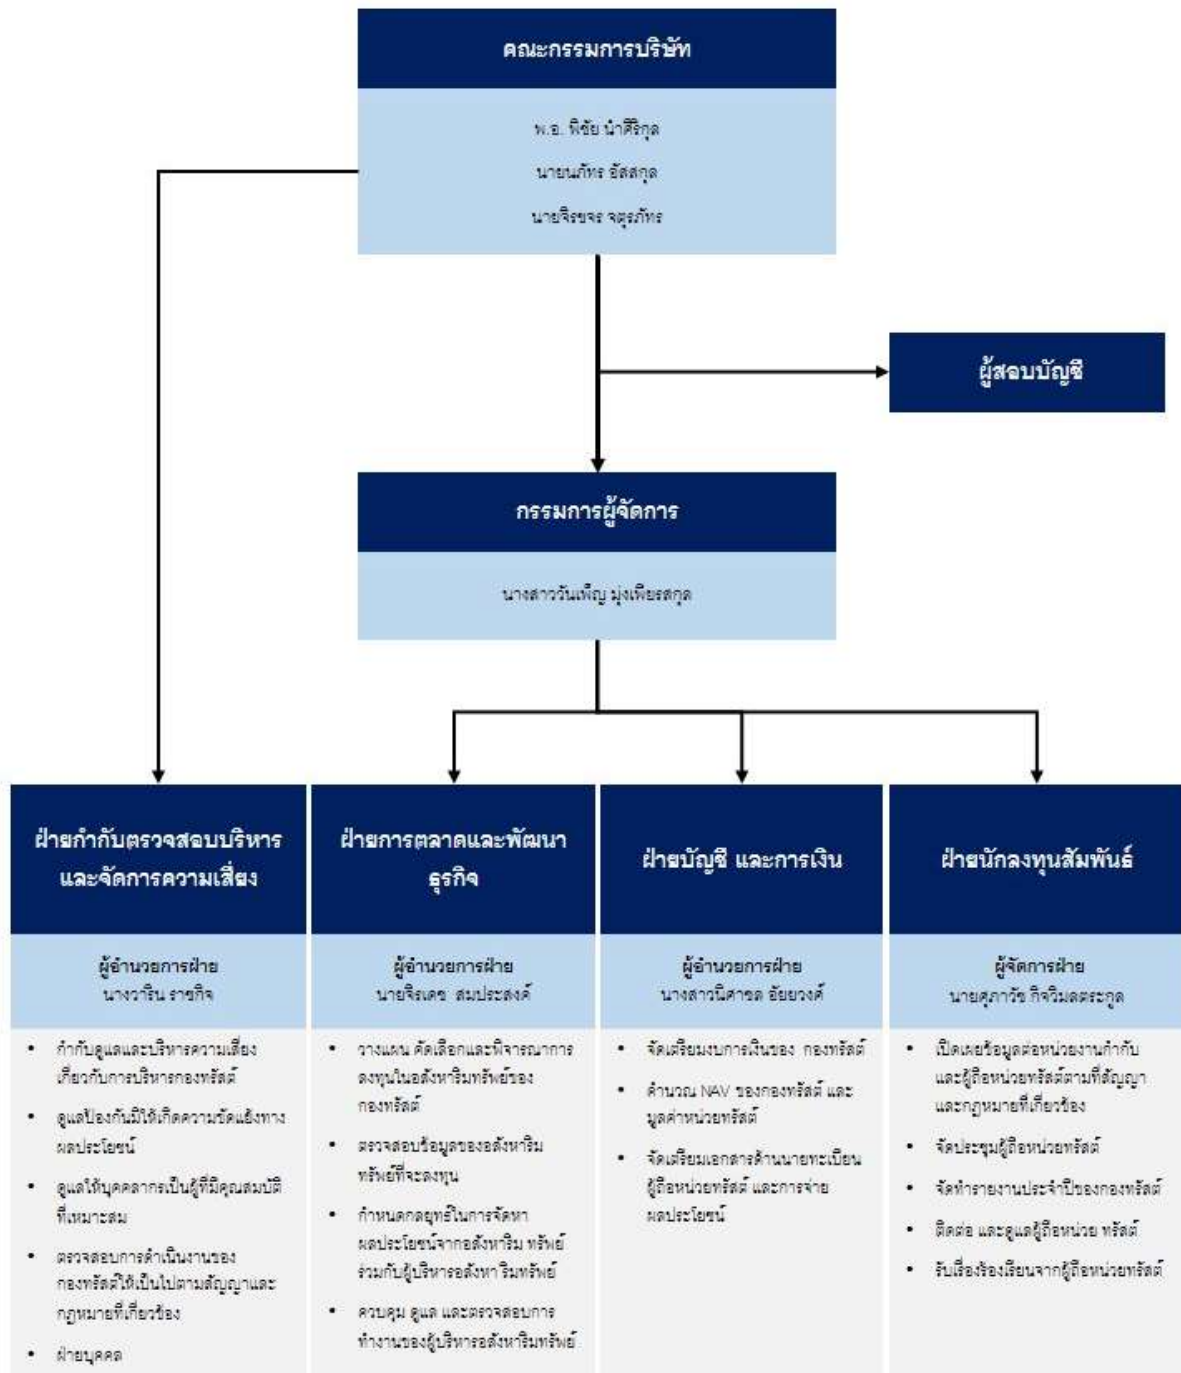 คณะกรรมการบริษัท
พ.อ. พิชัย นำศิริกุล
นายนภัทร อัสสกุล
นายจิรขจร จตุรภัทร
ผู้สอบบัญชี
กรรมการผู้จัดการ
นางสาววันเพ็ญ มุ่งเพียรสกุล
ฝ่ายกำกับตรวจสอบบริหาร
และจัดการความเสี่ยง
ผู้อำนวยการฝ่าย
นางวาริน ราชกิจ
• กำกับดูแลและบริหารความเสี่ยง
เกี่ยวกับการบริหารกองทรัสต์
• ดูแลป้องกันมิให้เกิดความขัดแย้งทาง
ผลประโยชน์
• ดูแลให้บุคคลากรเป็นผู้ที่มีคุณสมบัติ
ที่เหมาะสม
• ตรวจสอบการดำเนินงานของ
กองทรัสต์ให้เป็นไปตามสัญญาและ
กฎหมายที่เกี่ยวข้อง
• ฝ่ายบุคคล
ฝ่ายการตลาดและพัฒนา
ธุรกิจ
ผู้อำนวยการฝ่าย
นายจิรเดช สมประสงค์
• วางแผน คัดเลือกและพิจารณาการ
ลงทุนในอสังหาริมทรัพย์ของ
กองทรัสต์
• ตรวจสอบข้อมูลของอสังหาริม
ทรัพย์ที่จะลงทุน
• กำหนดกลยุทธ์ในการจัดหา
ผลประโยชน์จากอสังหาริม ทรัพย์
ร่วมกับผู้บริหารอสังหา ริมทรัพย์
• ควบคุม ดูแล และตรวจสอบการ
ทำงานของผู้บริหารอสังหาริมทรัพย์
ฝ่ายบัญชี และการเงิน
ผู้อำนวยการฝ่าย
นางสาวนิศาชล อัยยวงศ์
• จัดเตรียมงบการเงินของ กองทรัสต์
• คำนวณ NAV ของกองทรัสต์ และ
มูลค่าหน่วยทรัสต์
• จัดเตรียมเอกสารด้านนายทะเบียน
ผู้ถือหน่วยทรัสต์ และการจ่าย
ผลประโยชน์
ฝ่ายนักลงทุนสัมพันธ์
ผู้จัดการฝ่าย
นายศุภาวัช กิจวิมลตระกูล
• เปิดเผยข้อมูลต่อหน่วยงานกำกับ
และผู้ถือหน่วยทรัสต์ตามที่สัญญา
และกฎหมายที่เกี่ยวข้อง
• จัดประชุมผู้ถือหน่วยทรัสต์
• จัดทำรายงานประจำปีของกองทรัสต์
• ติดต่อ และดูแลผู้ถือหน่วย ทรัสต์
• รับเรื่องร้องเรียนจากผู้ถือหน่วยทรัสต์